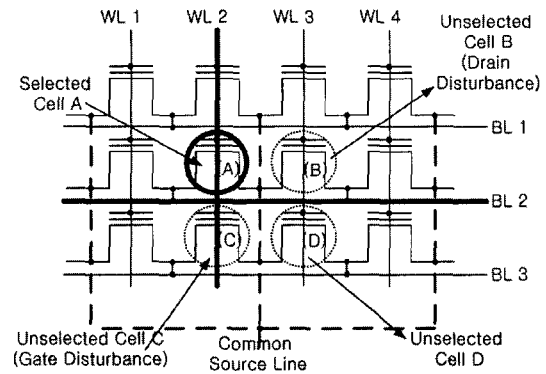 WL 1 WL 2 WL 3 WL 4
Unselected
Cell B
(Drain
Disturbance)
Selected
Cell A
BL 1
(A) (B)
BL 2
(C) (D)
BL 3
Unselected Cell C
(Gate Disturbance)
Common
Source Line
Unselected
Cell D